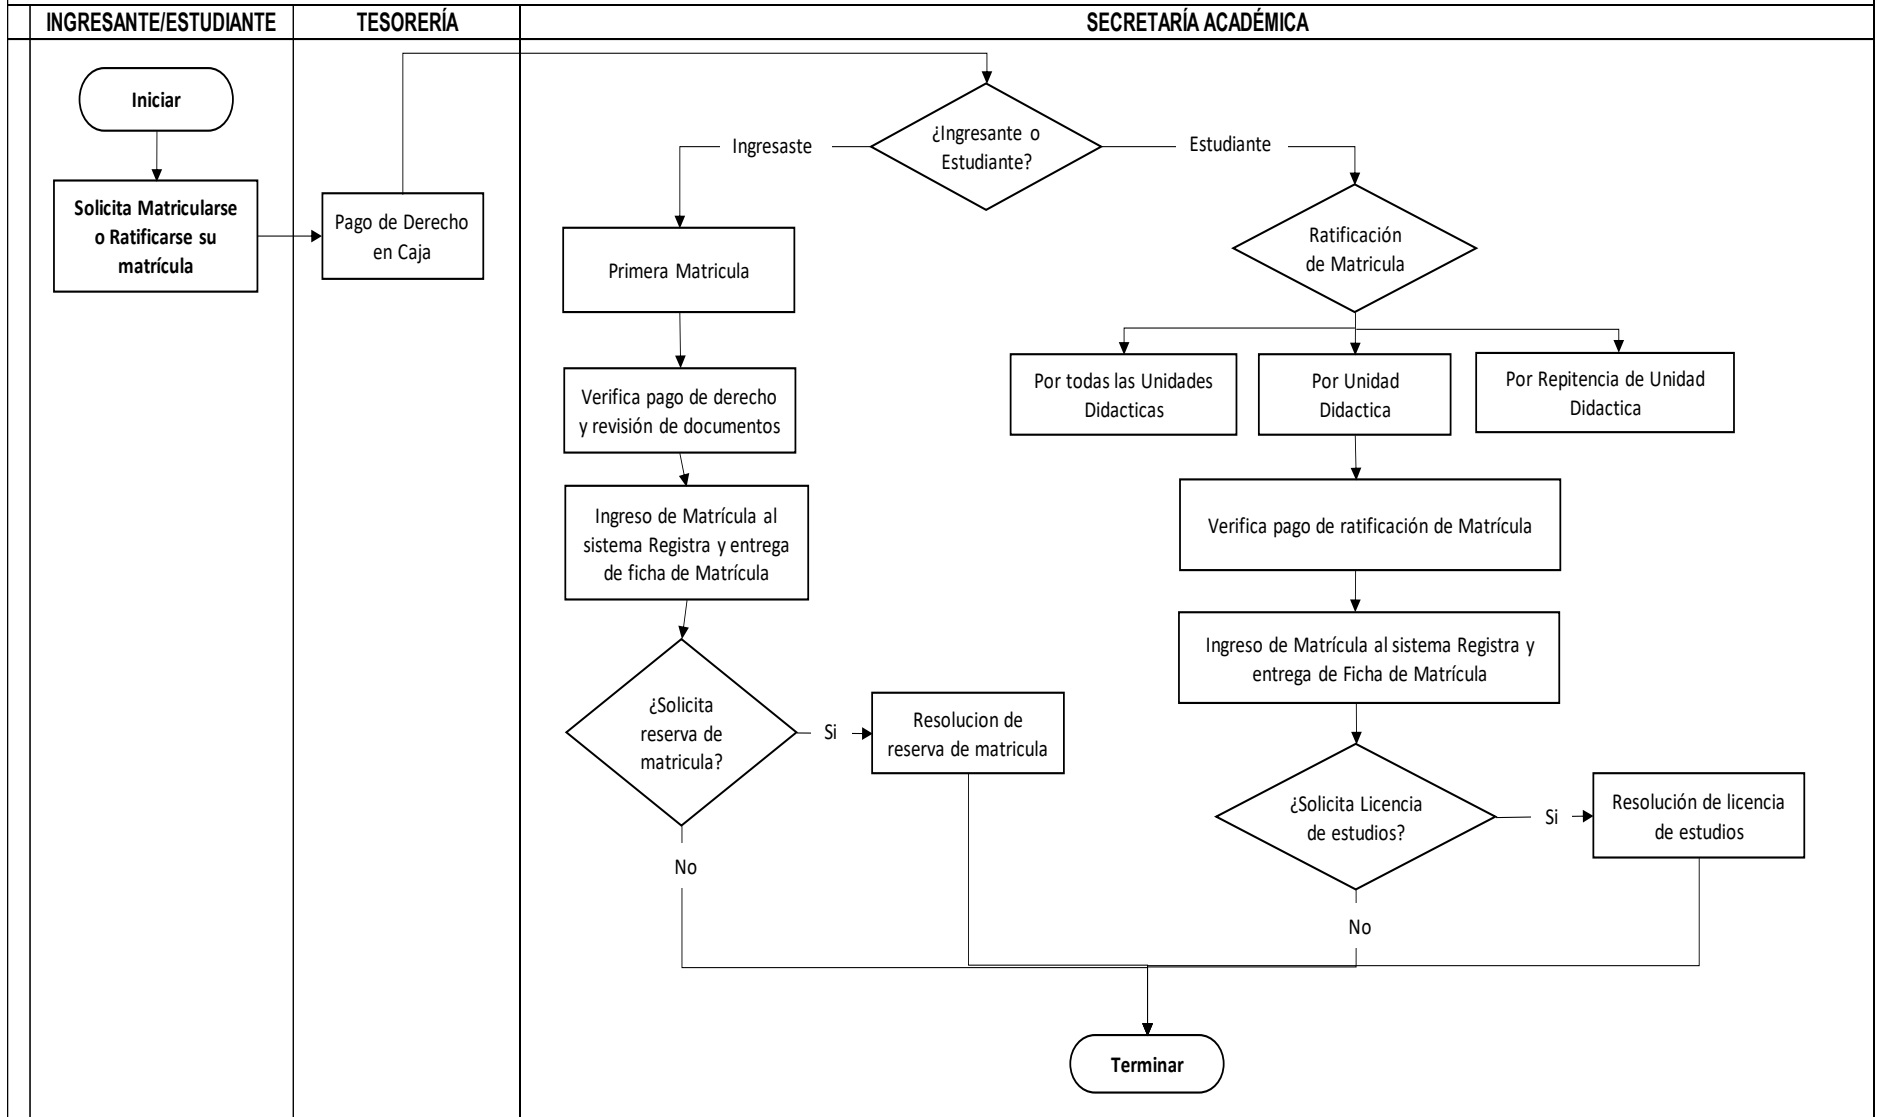 INGRESANTE/ESTUDIANTE
TESORERÍA
SECRETARÍA ACADÉMICA
Iniciar
Solicita Matricularse
o Ratificarse su
matrícula
Pago de Derecho
en Caja
¿Ingresante o
Estudiante?
Ingresaste
Estudiante
Primera Matricula
Verifica pago de derecho
y revisión de documentos
Ingreso de Matrícula al
sistema Registra y entrega
de ficha de Matrícula
¿Solicita
reserva de
matricula?
Si
Resolucion de
reserva de matricula
No
Ratificación
de Matricula
Por todas las Unidades
Didacticas
Por Unidad
Didactica
Por Repitencia de Unidad
Didactica
Verifica pago de ratificación de Matrícula
Ingreso de Matrícula al sistema Registra y
entrega de Ficha de Matrícula
¿Solicita Licencia
de estudios?
Si
Resolución de licencia
de estudios
No
Terminar